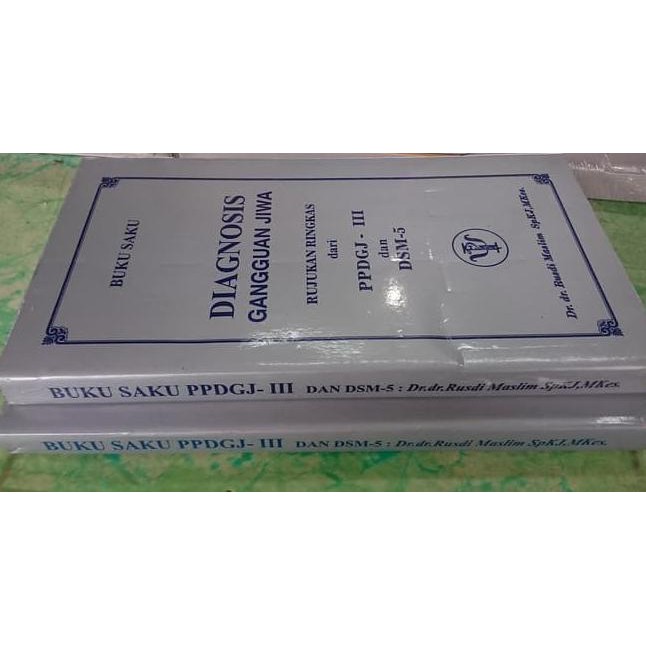 BUKU SAKU
DIAGNOSIS
GANGGUAN JIWA
RUJUKAN RINGKAS
dari
PPDGJ - III
dan
DSM-5
Dr. dr. Rusdi Maslim SpKJ,MKes.
BUKU SAKU PPDGJ- III DAN DSM-5 : Dr.dr.Rusdi Maslim SpKJ,MKes.
BUKU SAKU PPDGJ- III DAN DSM-5 : Dr.dr.Rusdi Maslim SpKJ,MKes.